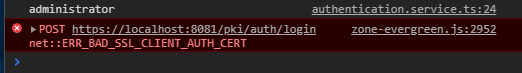 administrator authentication.service.ts:24
POST https://localhost:8081/pki/auth/login zone-evergreen.js:2952
net::ERR_BAD_SSL_CLIENT_AUTH_CERT